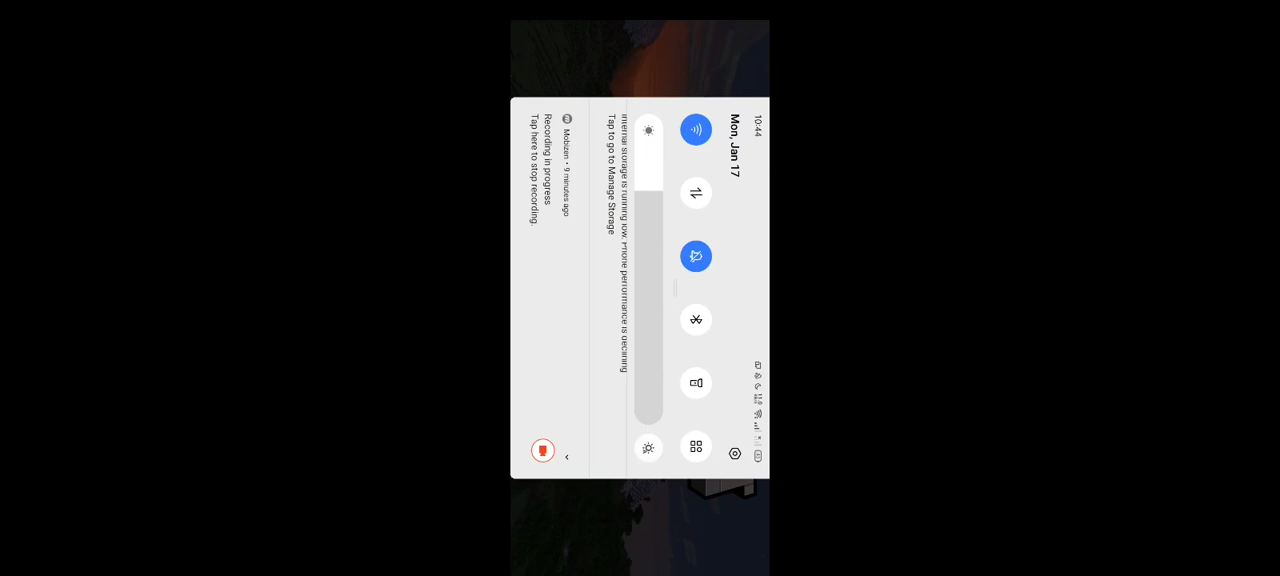 10:44
Mon, Jan 17
Internal storage is running low. Phone performance is declining
Tap to go to Manage Storage
Mobizen • 9 minutes ago
Recording in progress
Tap here to stop recording.